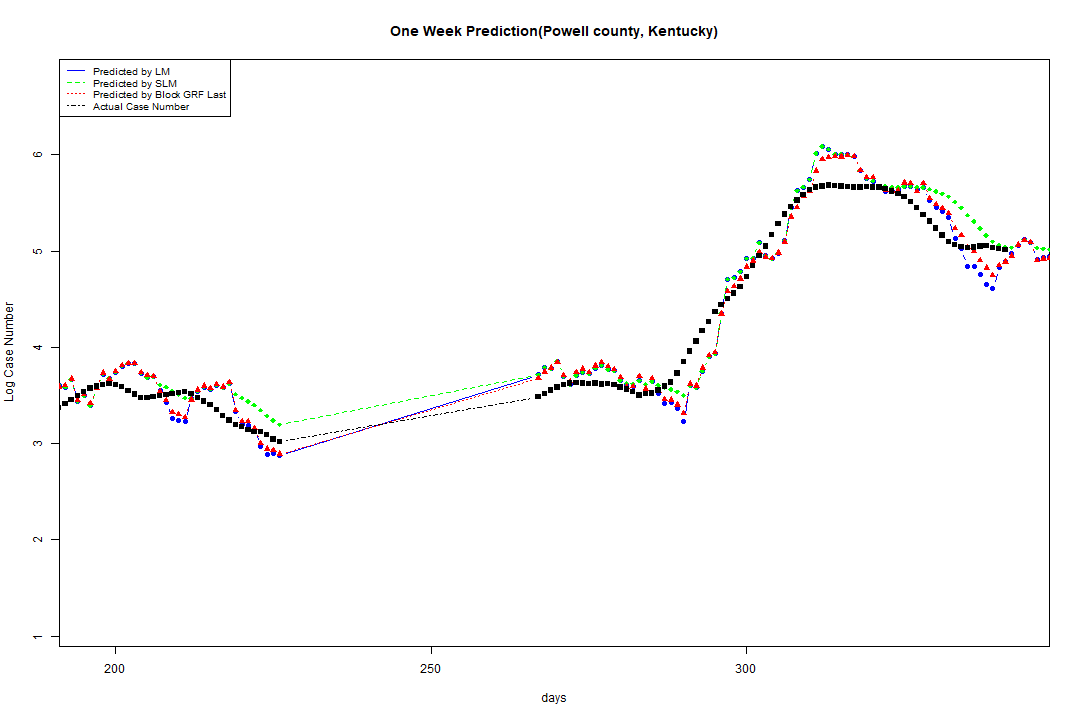 One Week Prediction(Powell county, Kentucky)
Predicted by LM
Predicted by SLM
Predicted by Block GRF Last
Actual Case Number
6
5
4
3
2
1
Log Case Number
200
250
300
days